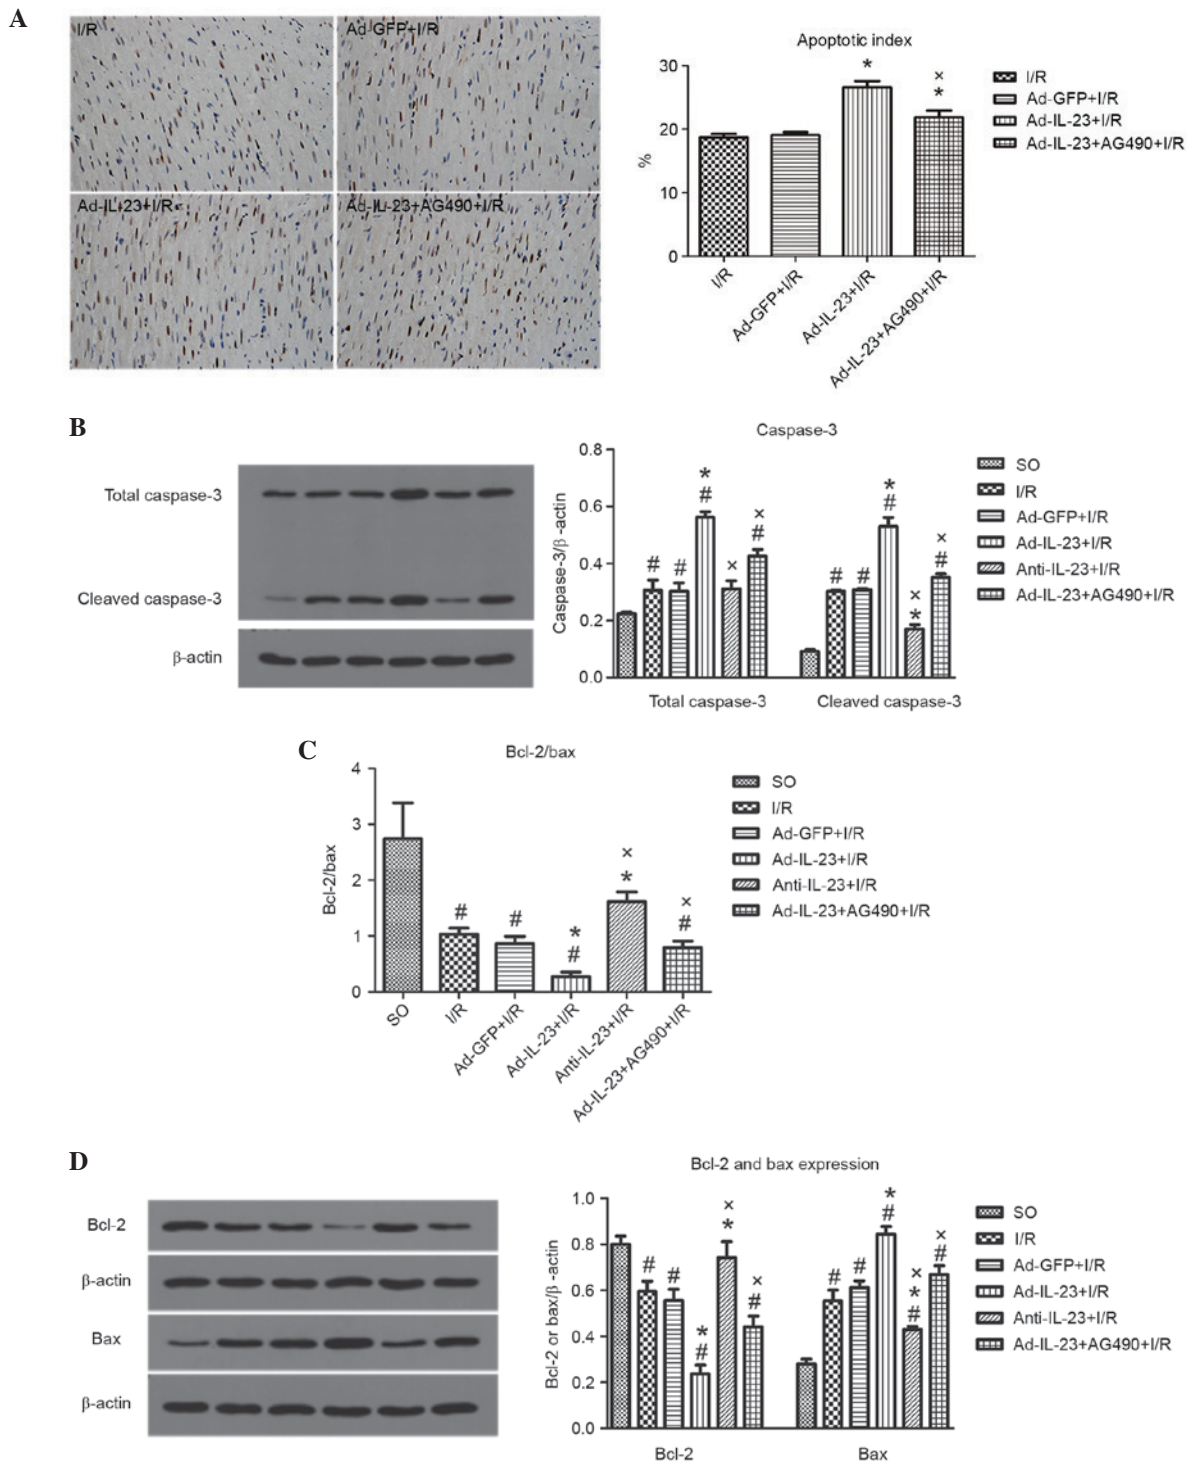 A
I/R
Ad-GFP+I/R
Ad-IL-23+I/R
Ad-IL-23+AG490+I/R
Apoptotic index
%
30
20
10
0
*
×
*
I/R
Ad-GFP+I/R
Ad-IL-23+I/R
Ad-IL-23+AG490+I/R
I/R
Ad-GFP+I/R
Ad-IL-23+I/R
Ad-IL-23+AG490+I/R
B
Total caspase-3
Cleaved caspase-3
β-actin
Caspase-3
Caspase-3/β -actin
0.8
0.6
0.4
0.2
0.0
# # * # × × #
# # * # × * × #
Total caspase-3 Cleaved caspase-3
SO
I/R
Ad-GFP+I/R
Ad-IL-23+I/R
Anti-IL-23+I/R
Ad-IL-23+AG490+I/R
C
Bcl-2/bax
Bcl-2/bax
4
3
2
1
0
# # * # × * × #
SO
I/R
Ad-GFP+I/R
Ad-IL-23+I/R
Anti-IL-23+I/R
Ad-IL-23+AG490+I/R
SO
I/R
Ad-GFP+I/R
Ad-IL-23+I/R
Anti-IL-23+I/R
Ad-IL-23+AG490+I/R
D
Bcl-2
β-actin
Bax
β-actin
Bcl-2 and bax expression
Bcl-2 or bax/β -actin
1.0
0.8
0.6
0.4
0.2
0.0
# # * # × * × #
# # * # × * # × #
Bcl-2 Bax
SO
I/R
Ad-GFP+I/R
Ad-IL-23+I/R
Anti-IL-23+I/R
Ad-IL-23+AG490+I/R